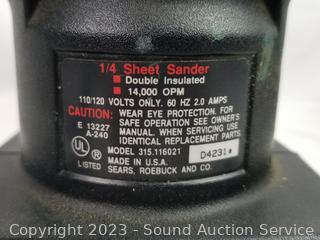 1/4 Sheet Sander
■ Double Insulated
■ 14,000 OPM
110/120 VOLTS ONLY. 60 HZ 2.0 AMPS
CAUTION: WEAR EYE PROTECTION. FOR
SAFE OPERATION SEE OWNER'S
MANUAL. WHEN SERVICING USE
IDENTICAL REPLACEMENT PARTS.
E 13227
A-240
UL
LISTED
MODEL 315.116021
D4231*
MADE IN U.S.A.
SEARS, ROEBUCK AND CO.
Copyright 2023 - Sound Auction Service